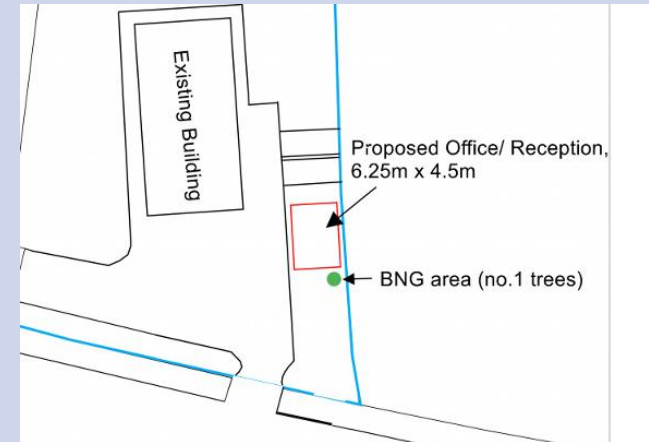 Existing Building
Proposed Office/ Reception,
6.25m x 4.5m
BNG area (no.1 trees)